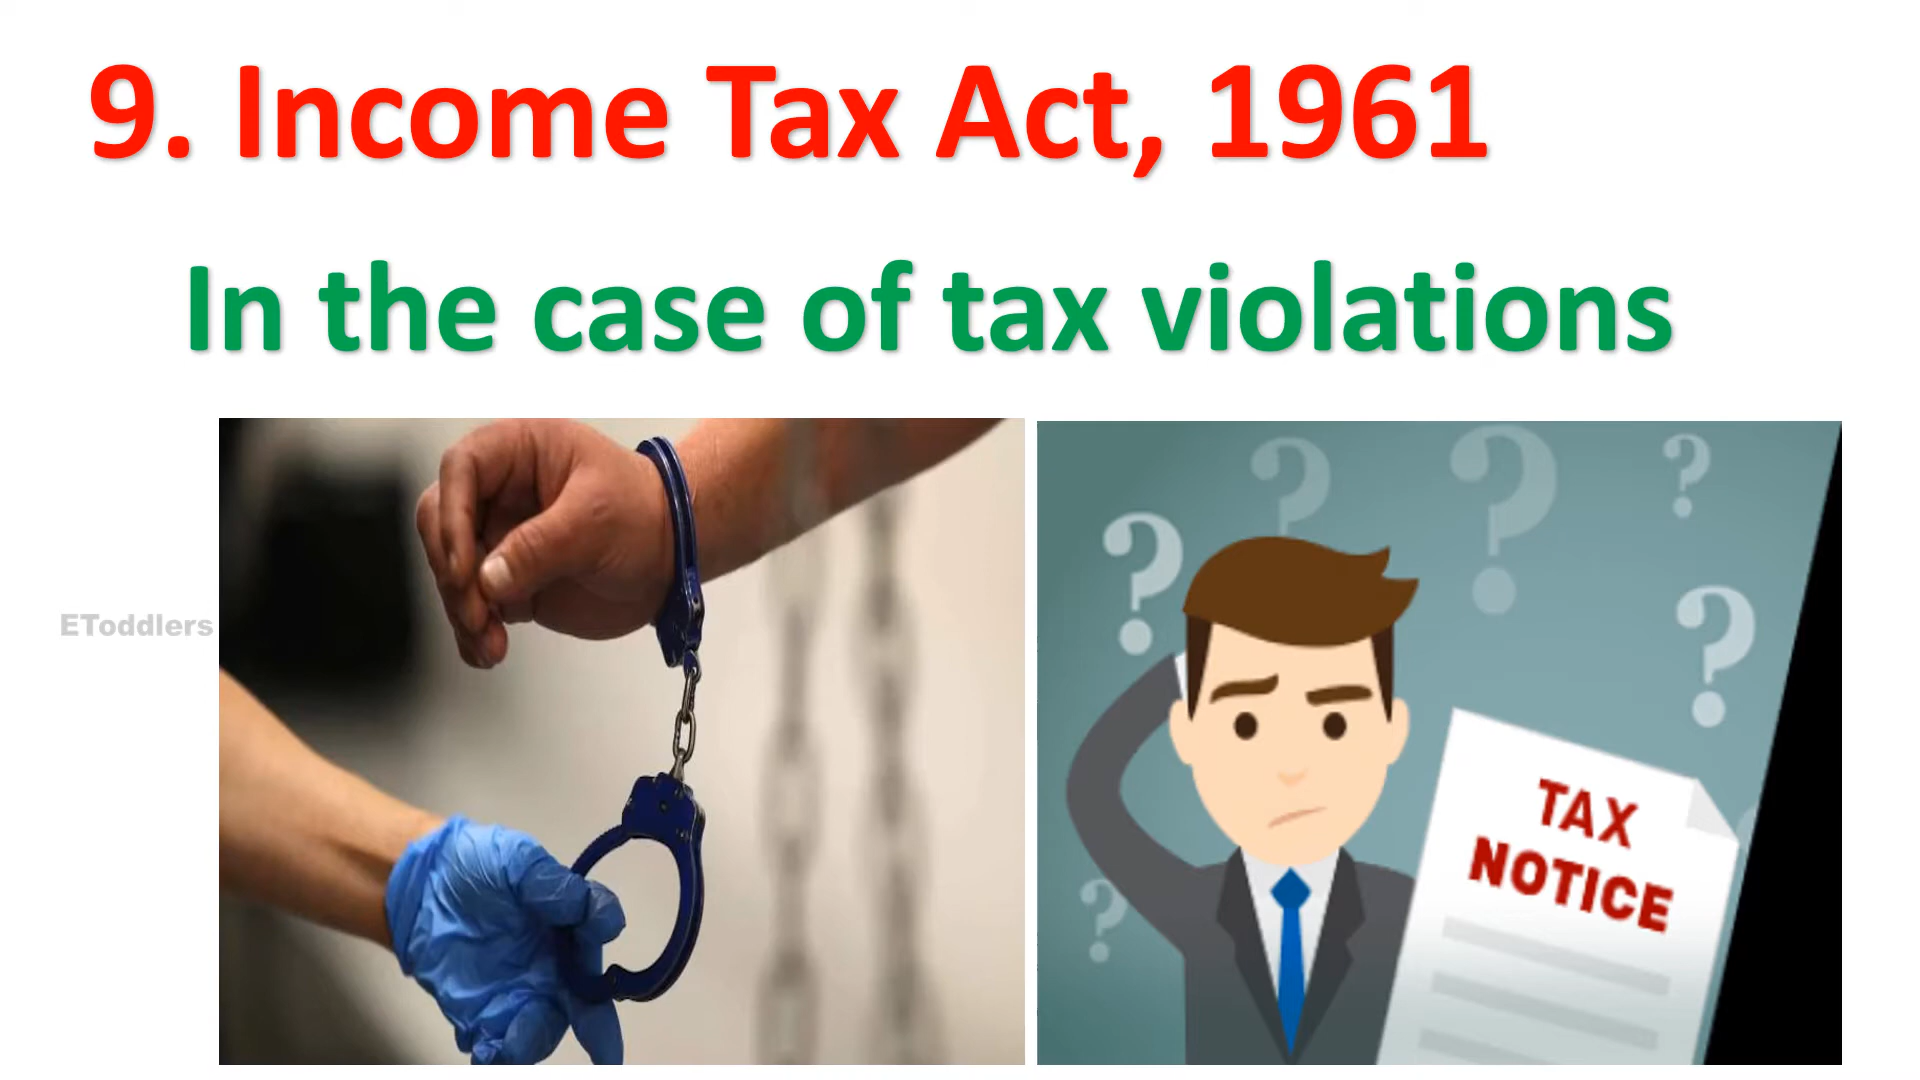 9. Income Tax Act, 1961
In the case of tax violations
EToddlers
? ? ? ? ? ?
TAX
NOTICE